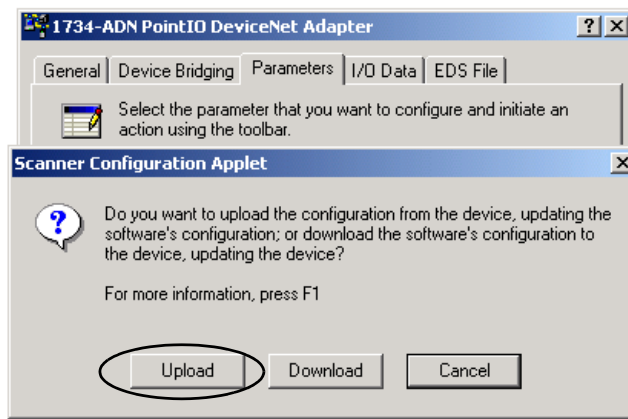 1734-ADN PointIO DeviceNet Adapter
General Device Bridging Parameters I/O Data EDS File
Select the parameter that you want to configure and initiate an
action using the toolbar.
Scanner Configuration Applet
Do you want to upload the configuration from the device, updating the
software's configuration; or download the software's configuration to
the device, updating the device?
For more information, press F1
Upload Download Cancel